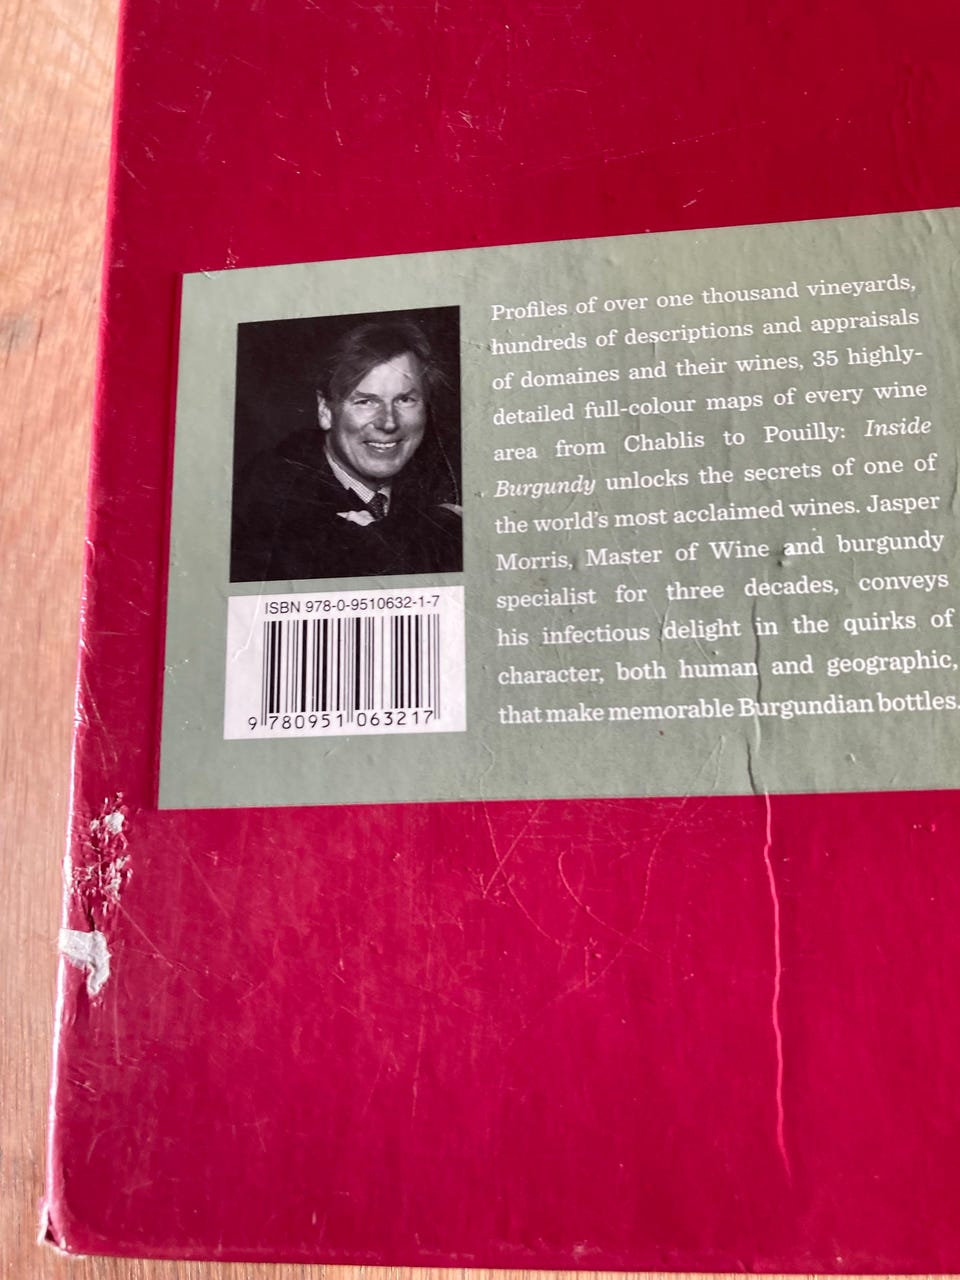 Profiles of over one thousand vineyards,
hundreds of descriptions and appraisals
of domaines and their wines, 35 highly-
detailed full-colour maps of every wine
area from Chablis to Pouilly: Inside
Burgundy unlocks the secrets of one of
the world's most acclaimed wines. Jasper
Morris, Master of Wine and burgundy
specialist for three decades, conveys
his infectious delight in the quirks of
character, both human and geographic,
that make memorable Burgundian bottles.
ISBN 978-0-9510632-1-7
9 780951 063217